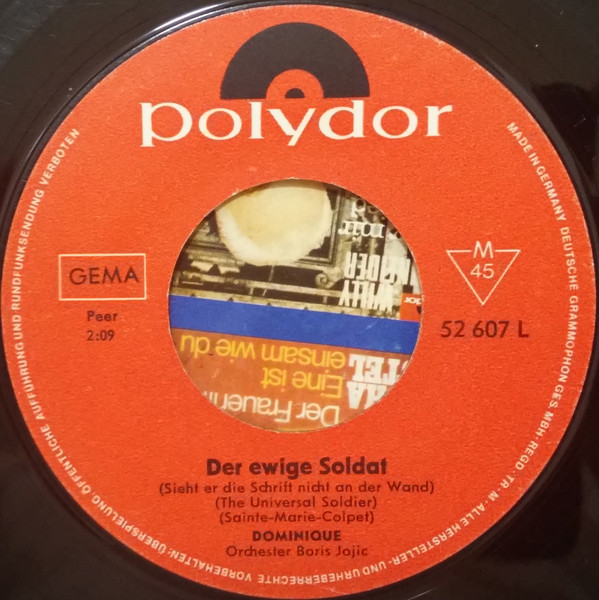 polydor
GEMA
Peer
2:09
M
45
52 607 L
Der ewige Soldat
(Sieht er die Schrift nicht an der Wand)
(The Universal Soldier)
(Sainte-Marie-Colpet)
DOMINIQUE
Orchester Boris Jojic
MADE IN GERMANY DEUTSCHE GRAMMOPHON GES. MBH · REGD. TR. M. · ALLE HERSTELLER- UND URHEBERRECHTE VORBEHALTEN · ÜBERSPIELUNG, ÖFFENTLICHE AUFFÜHRUNG UND RUNDFUNKSENDUNG VERBOTEN
mir
WILLY
Eine ist
einsam wie du
Der